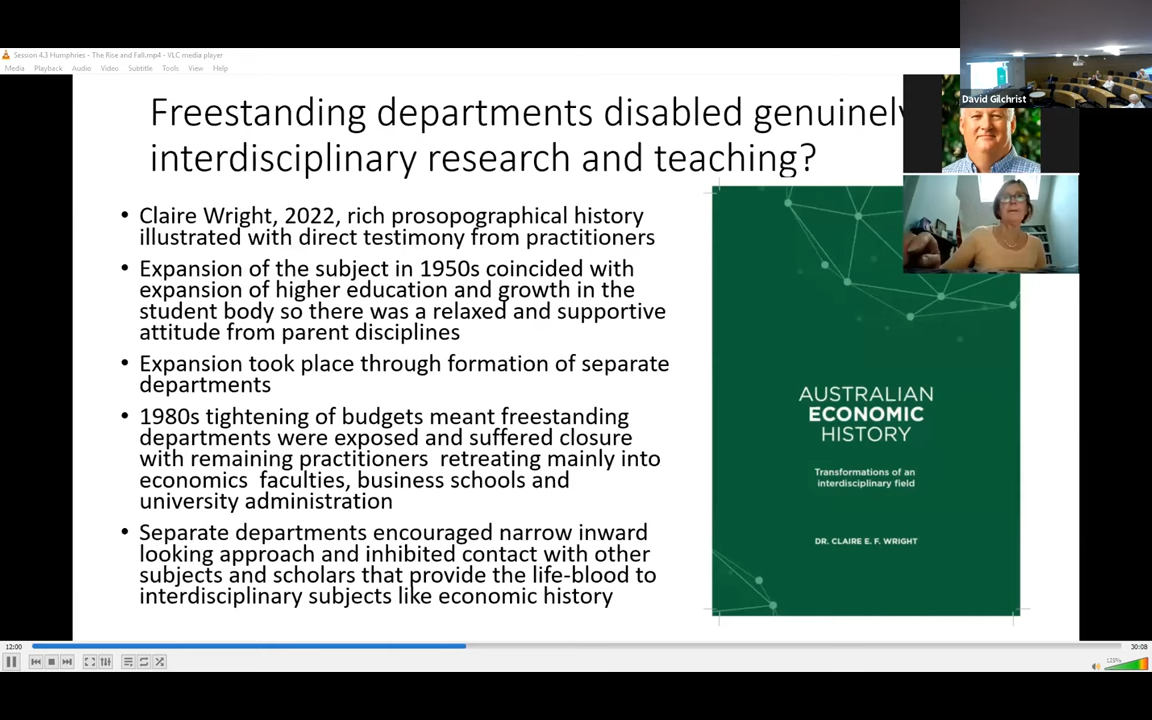 Session 4.3 Humphries - The Rise and Fall.mp4 - VLC media player
Media Playback Audio Video Subtitle Tools View Help
David Gilchrist
Freestanding departments disabled genuinely
interdisciplinary research and teaching?
• Claire Wright, 2022, rich prosopographical history
illustrated with direct testimony from practitioners
• Expansion of the subject in 1950s coincided with
expansion of higher education and growth in the
student body so there was a relaxed and supportive
attitude from parent disciplines
• Expansion took place through formation of separate
departments
• 1980s tightening of budgets meant freestanding
departments were exposed and suffered closure
with remaining practitioners retreating mainly into
economics faculties, business schools and
university administration
• Separate departments encouraged narrow inward
looking approach and inhibited contact with other
subjects and scholars that provide the life-blood to
interdisciplinary subjects like economic history
AUSTRALIAN
ECONOMIC
HISTORY
Transformations of an
interdisciplinary field
DR. CLAIRE E. F. WRIGHT
12:00
30:08